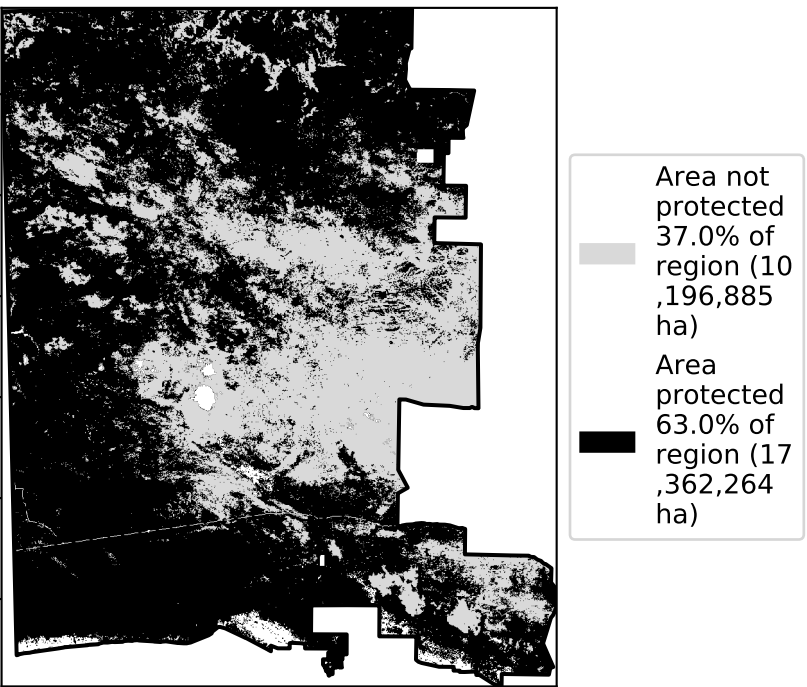 Area not
protected
37.0% of
region (10
,196,885
ha)
Area
protected
63.0% of
region (17
,362,264
ha)